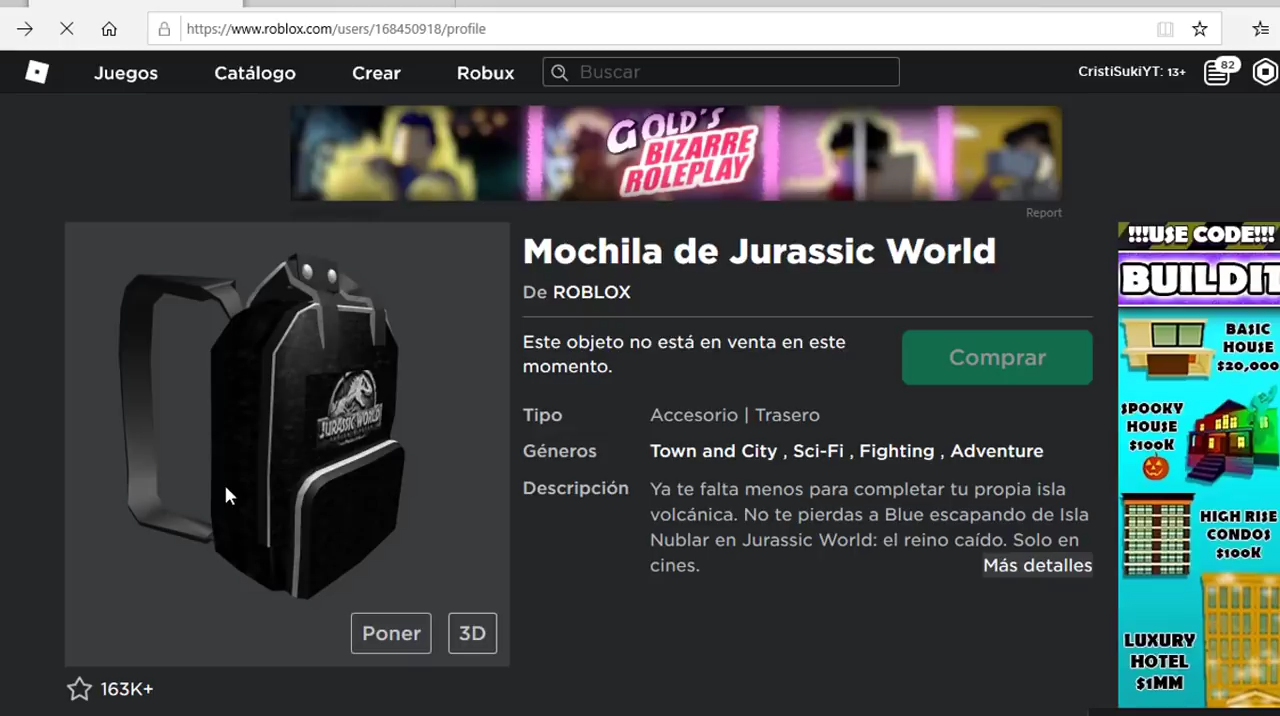 https://www.roblox.com/users/168450918/profile
Juegos Catálogo Crear Robux Buscar CristiSukiYT: 13+ 82
GOLD'S
BIZARRE
ROLEPLAY
Report
!!!USE CODE!!!
BUILDIT
BASIC
HOUSE
$20,000
SPOOKY
HOUSE
$100K
HIGH RISE
CONDOS
$100K
LUXURY
HOTEL
$1MM
Mochila de Jurassic World
De ROBLOX
Este objeto no está en venta en este
momento.
Comprar
Tipo Accesorio | Trasero
Géneros Town and City , Sci-Fi , Fighting , Adventure
Descripción Ya te falta menos para completar tu propia isla
volcánica. No te pierdas a Blue escapando de Isla
Nublar en Jurassic World: el reino caído. Solo en
cines. Más detalles
JURASSIC WORLD
Poner 3D
163K+